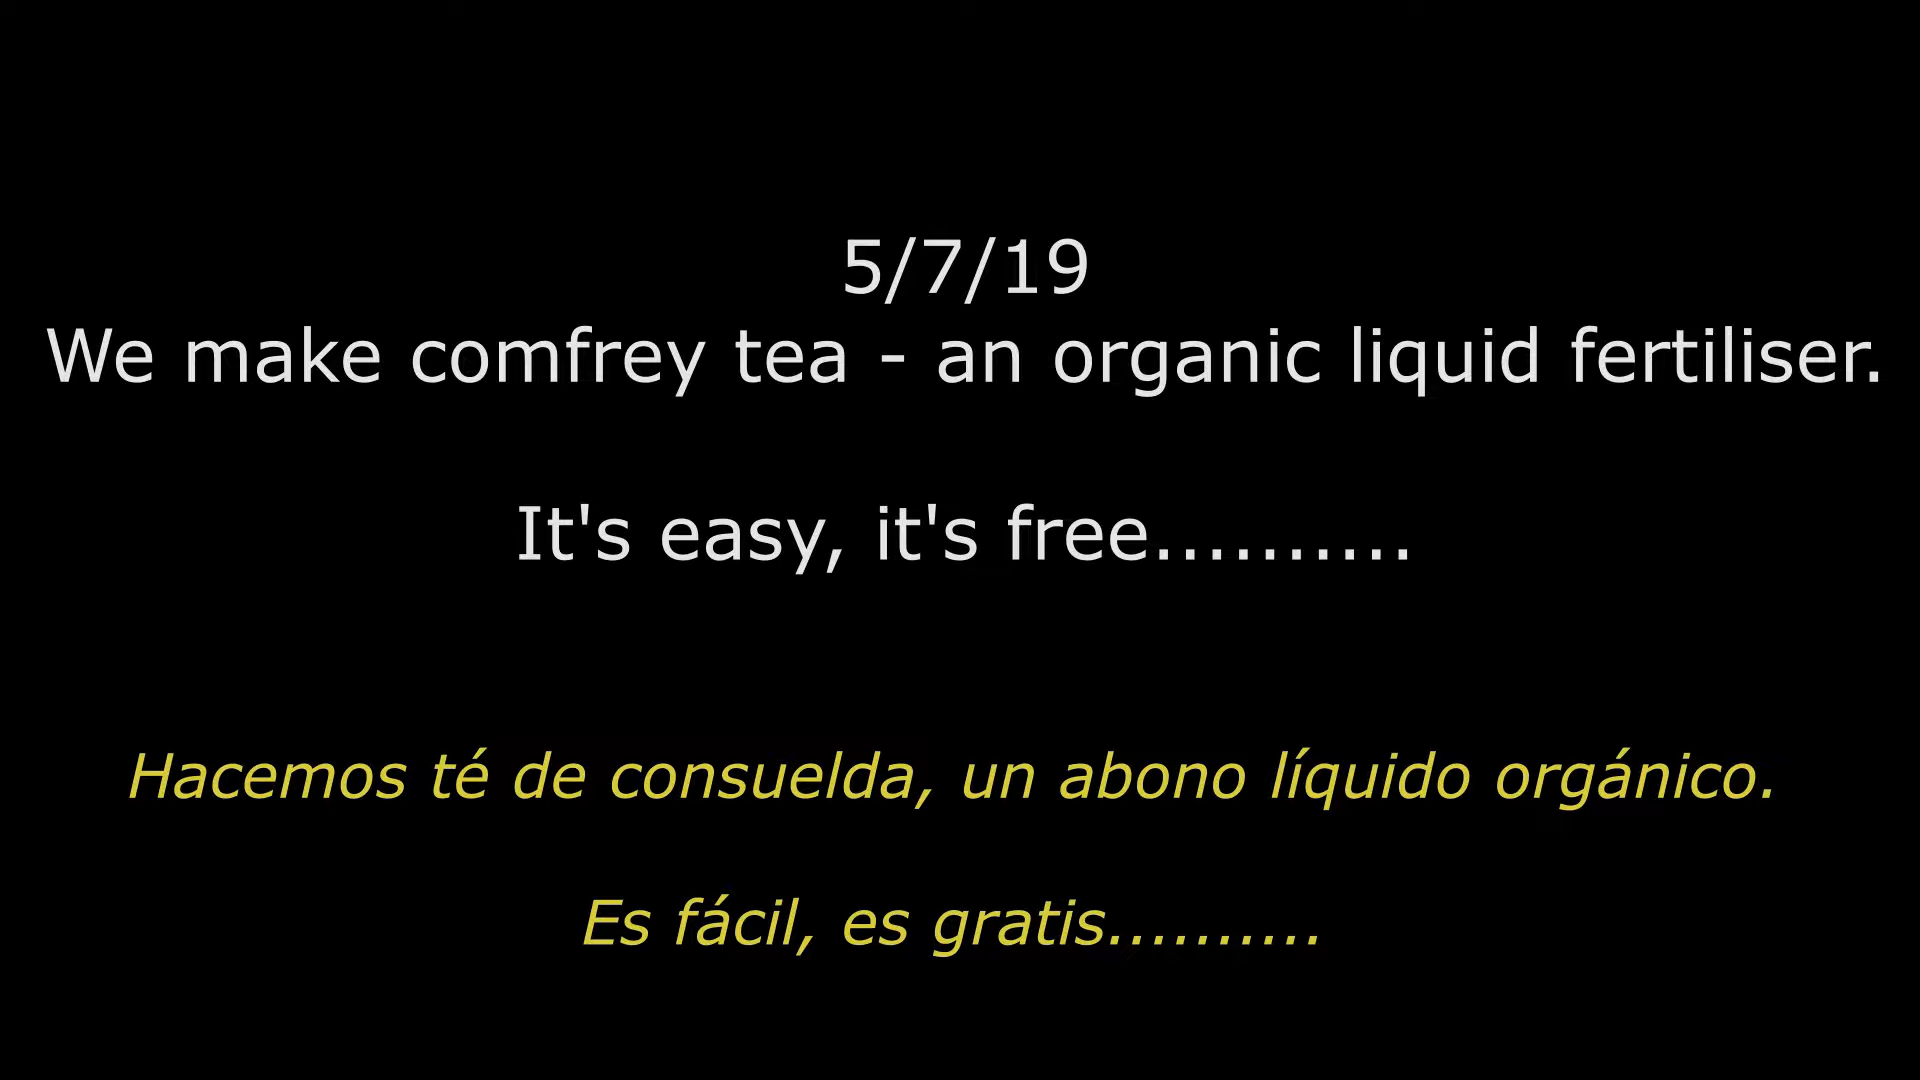 5/7/19
We make comfrey tea - an organic liquid fertiliser.
It's easy, it's free..........
Hacemos té de consuelda, un abono líquido orgánico.
Es fácil, es gratis..........